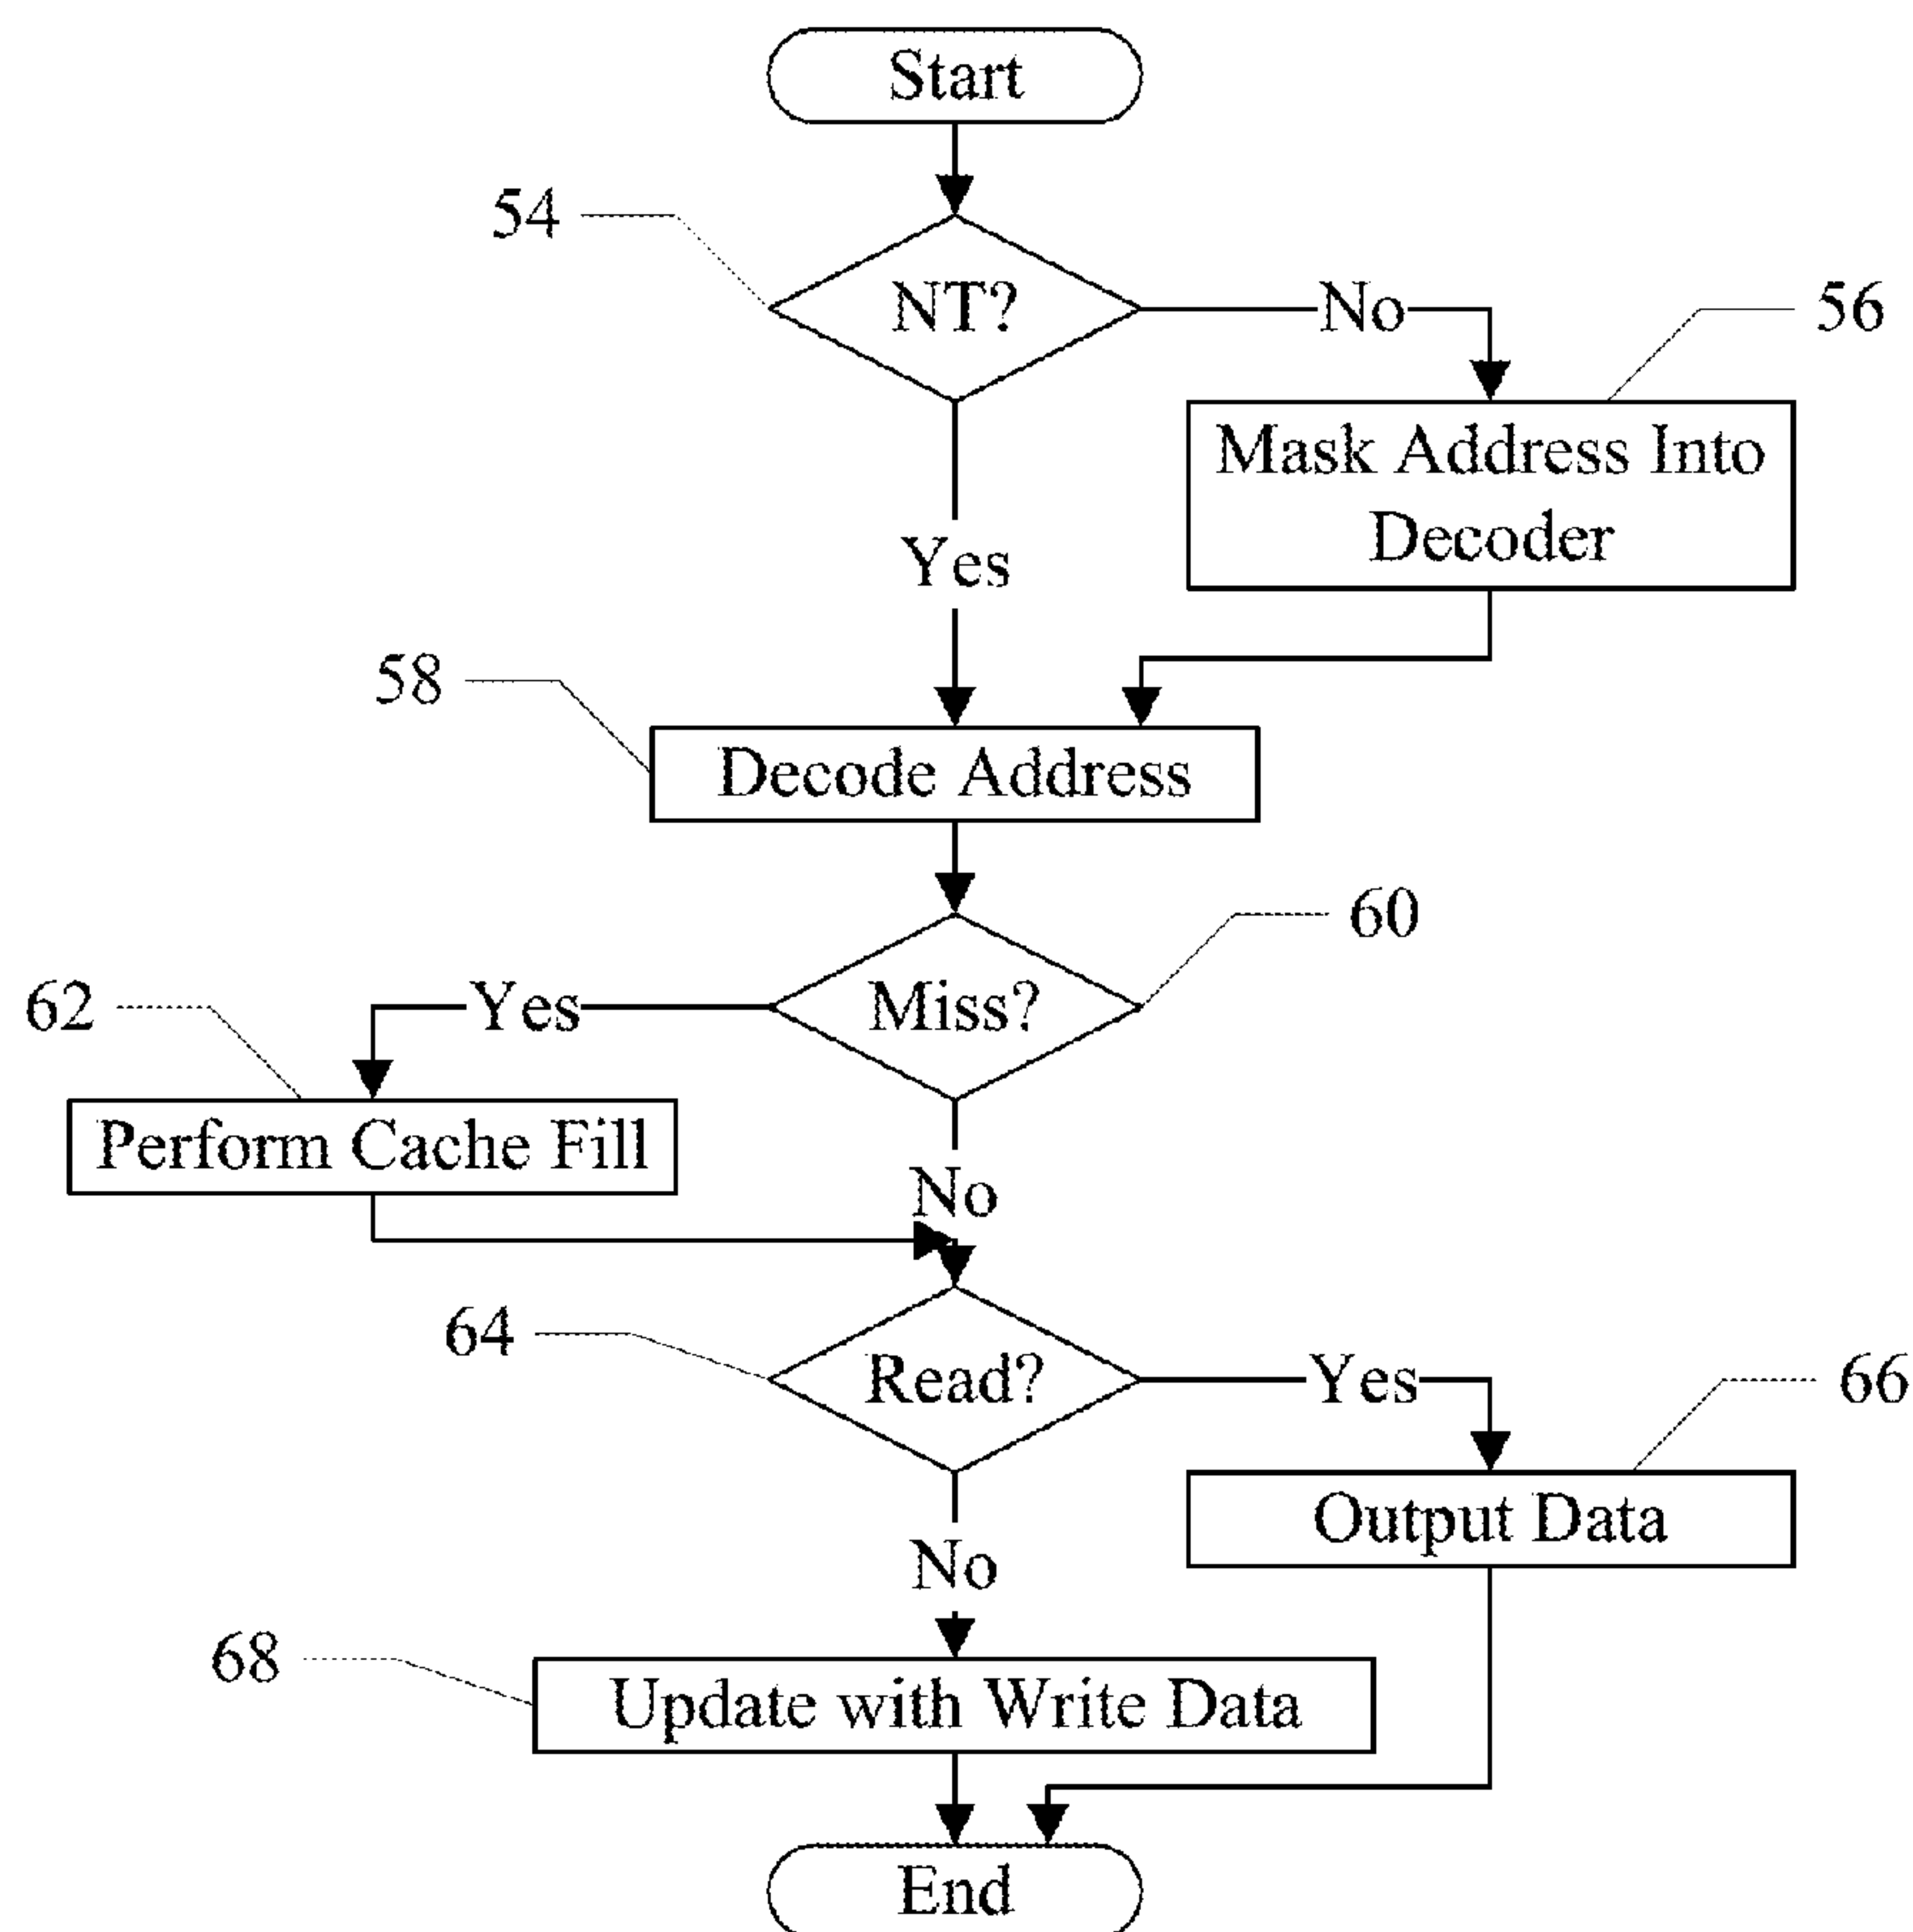 Start
54
NT?
No
56
Mask Address Into
Decoder
Yes
58
Decode Address
60
Miss?
Yes
62
Perform Cache Fill
No
64
Read?
Yes
66
Output Data
No
68
Update with Write Data
End